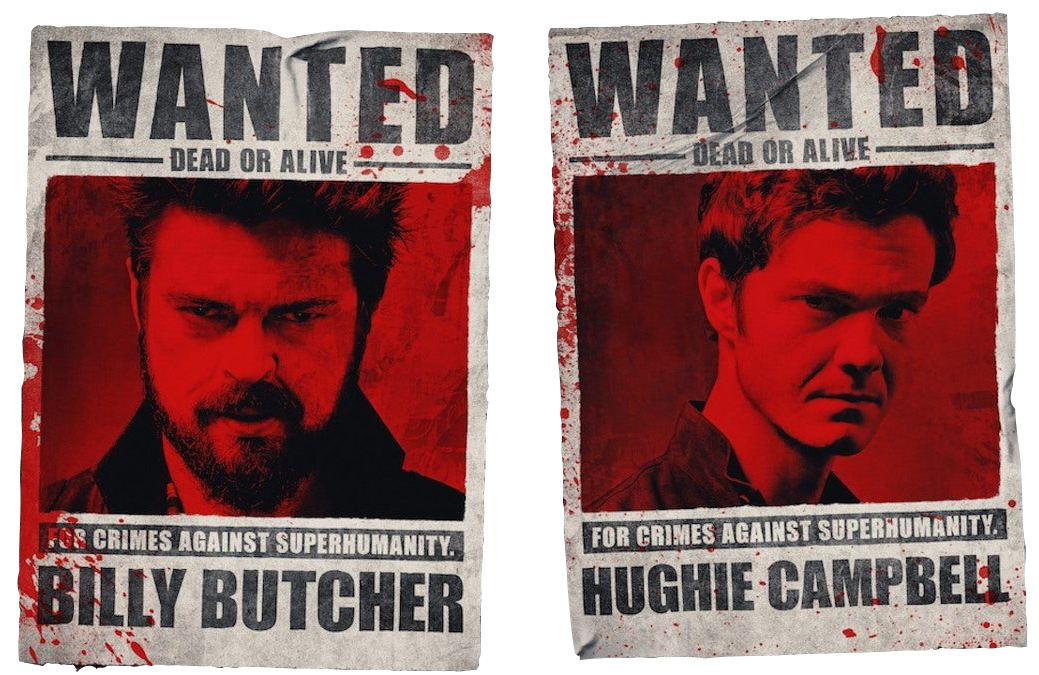 WANTED
DEAD OR ALIVE
FOR CRIMES AGAINST SUPERHUMANITY.
BILLY BUTCHER
WANTED
DEAD OR ALIVE
FOR CRIMES AGAINST SUPERHUMANITY.
HUGHIE CAMPBELL